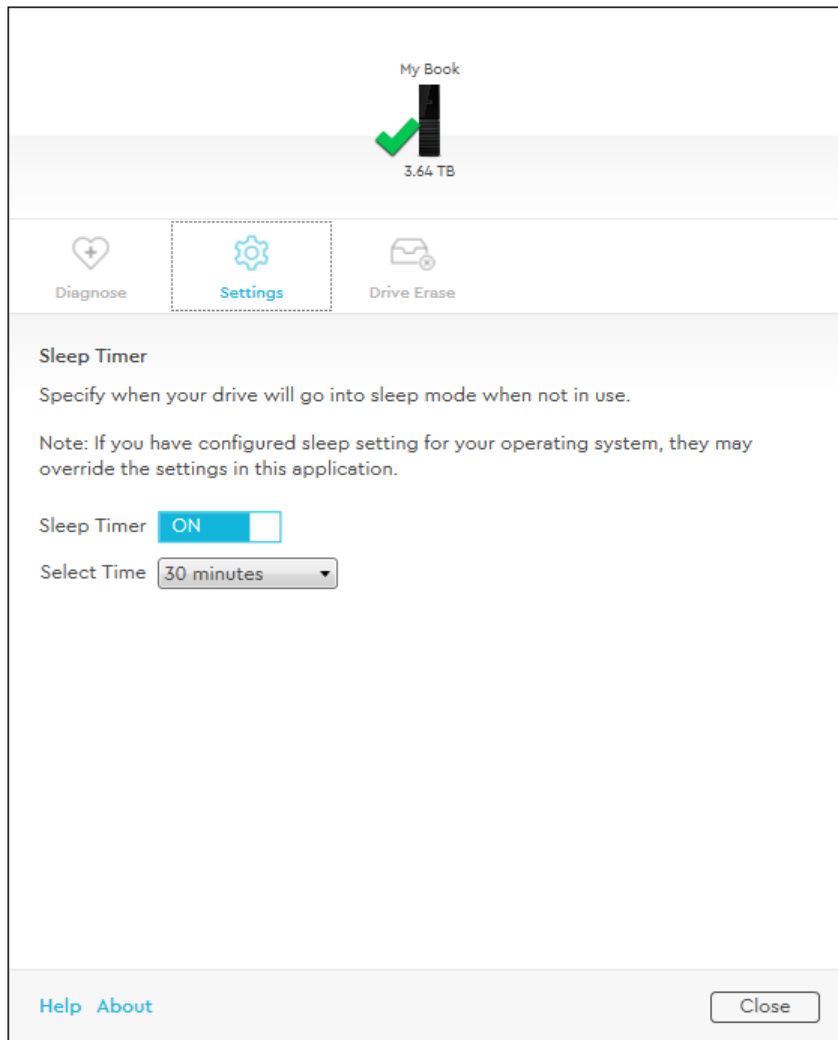 My Book
3.64 TB
Diagnose
Settings
Drive Erase
Sleep Timer
Specify when your drive will go into sleep mode when not in use.
Note: If you have configured sleep setting for your operating system, they may
override the settings in this application.
Sleep Timer ON
Select Time 30 minutes
Help About
Close